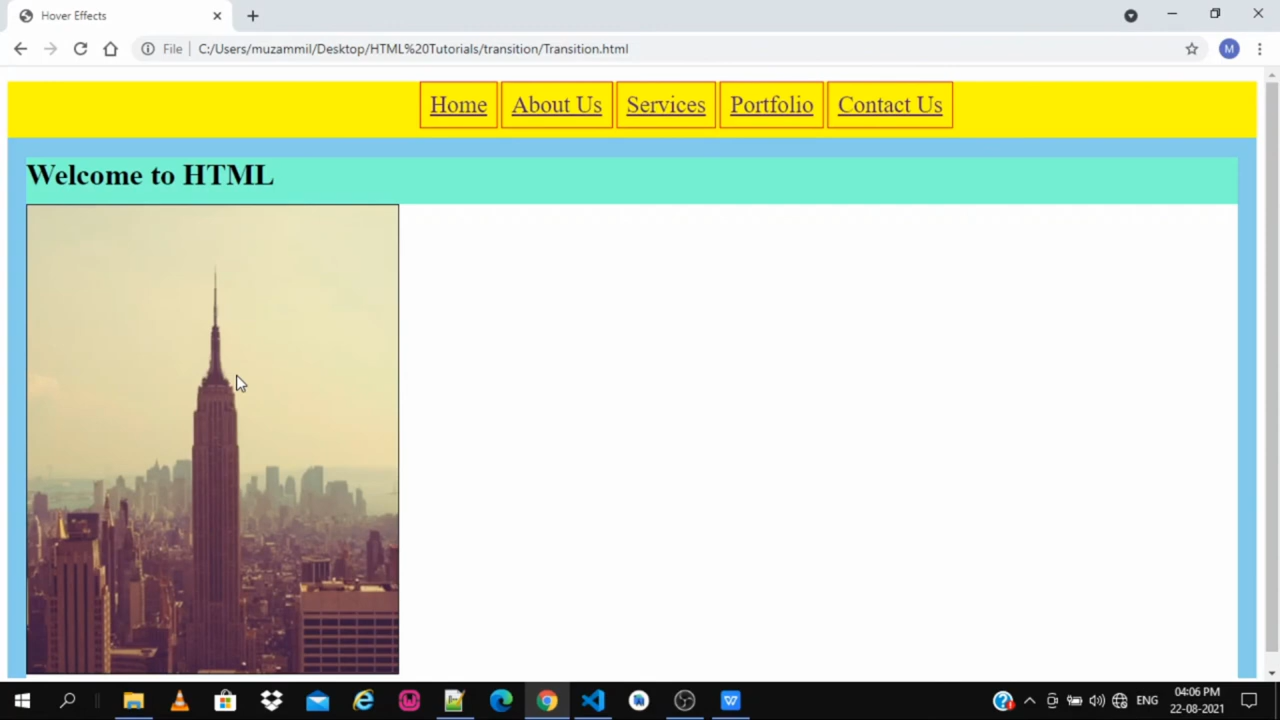 Hover Effects
File C:/Users/muzammil/Desktop/HTML%20Tutorials/transition/Transition.html M
Home About Us Services Portfolio Contact Us
Welcome to HTML
ENG
04:06 PM
22-08-2021